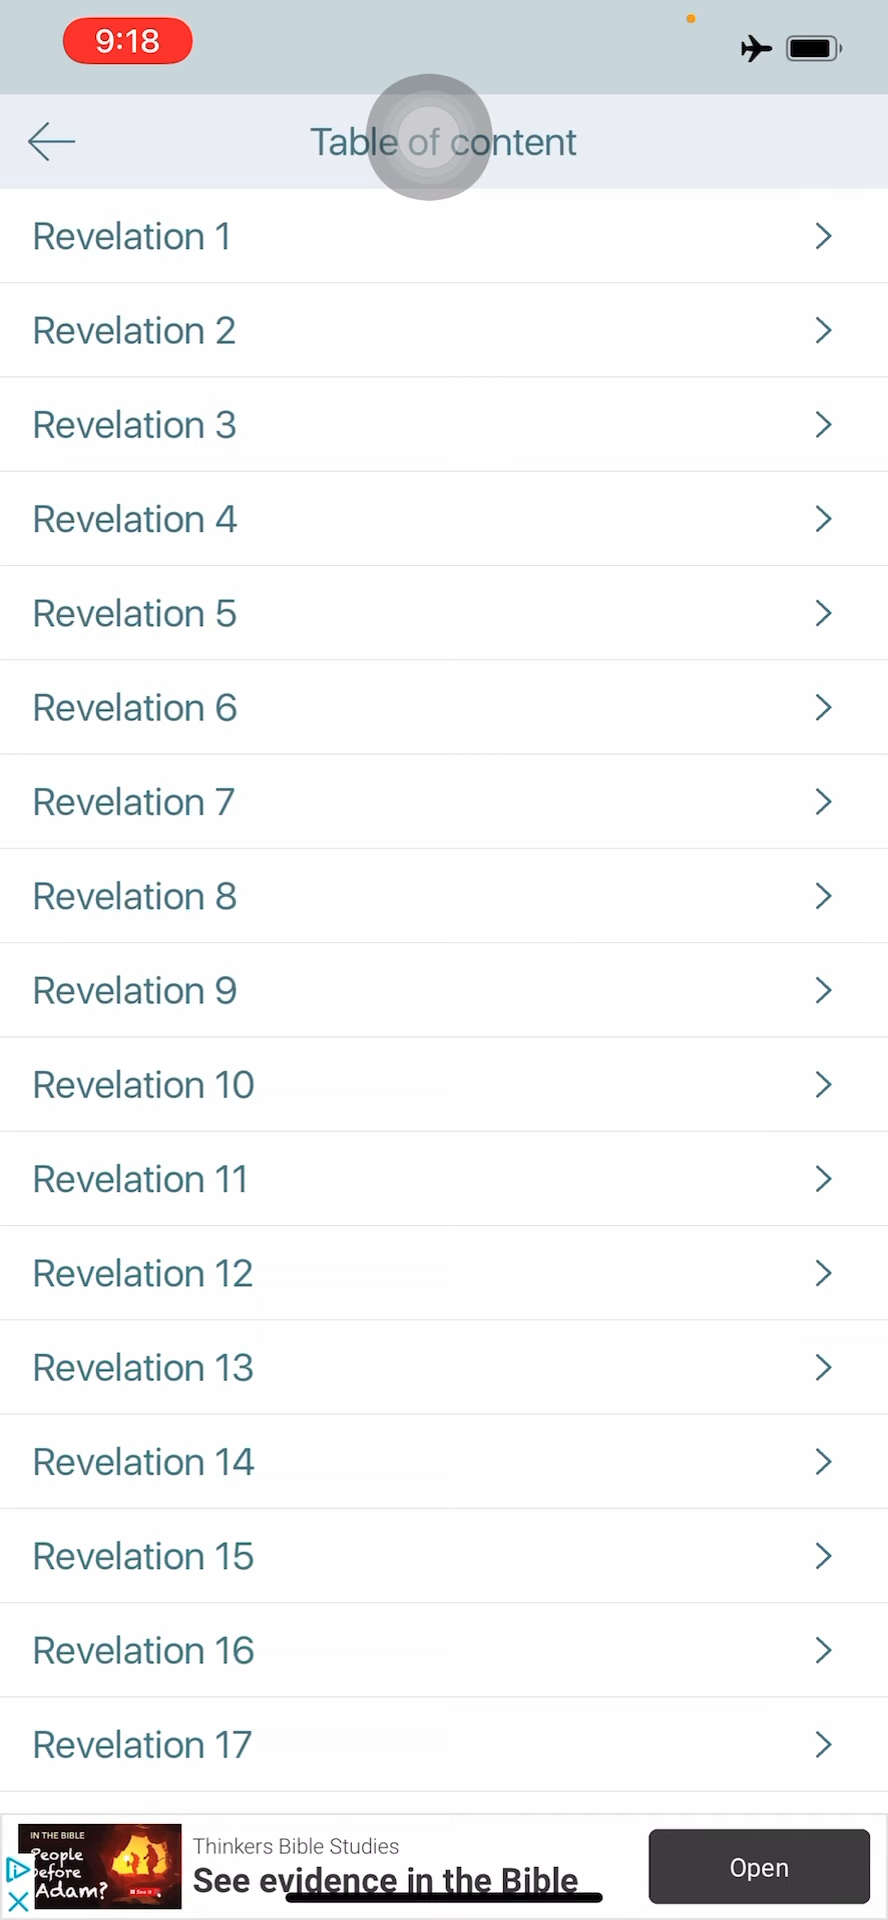 9:18
Table of content
Revelation 1
Revelation 2
Revelation 3
Revelation 4
Revelation 5
Revelation 6
Revelation 7
Revelation 8
Revelation 9
Revelation 10
Revelation 11
Revelation 12
Revelation 13
Revelation 14
Revelation 15
Revelation 16
Revelation 17
IN THE BIBLE
People
before
Adam?
See it
Thinkers Bible Studies
See evidence in the Bible
Open